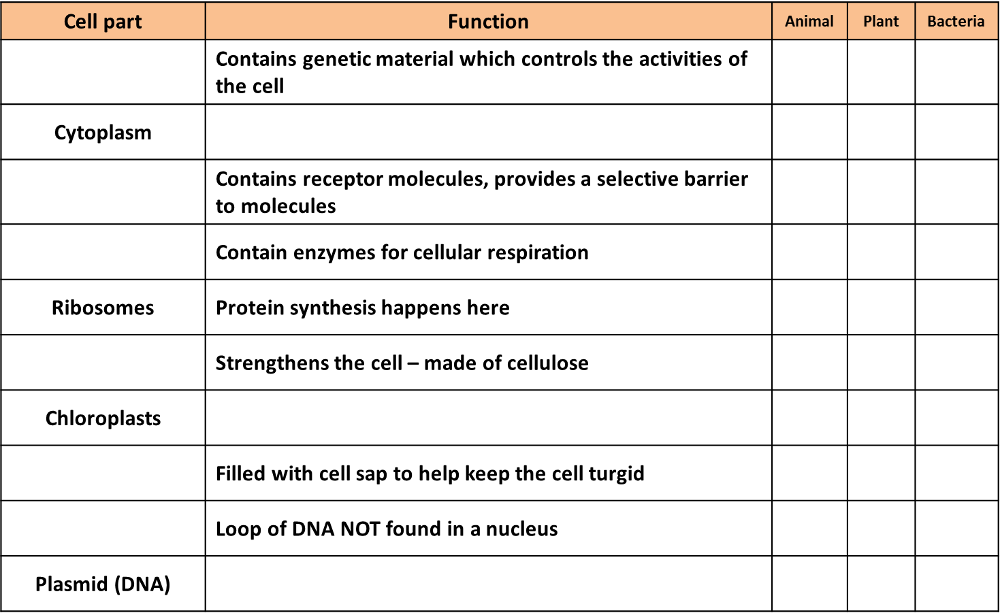 Cell part Function Animal Plant Bacteria
Contains genetic material which controls the activities of
the cell
Cytoplasm
Contains receptor molecules, provides a selective barrier
to molecules
Contain enzymes for cellular respiration
Ribosomes Protein synthesis happens here
Strengthens the cell – made of cellulose
Chloroplasts
Filled with cell sap to help keep the cell turgid
Loop of DNA NOT found in a nucleus
Plasmid (DNA)